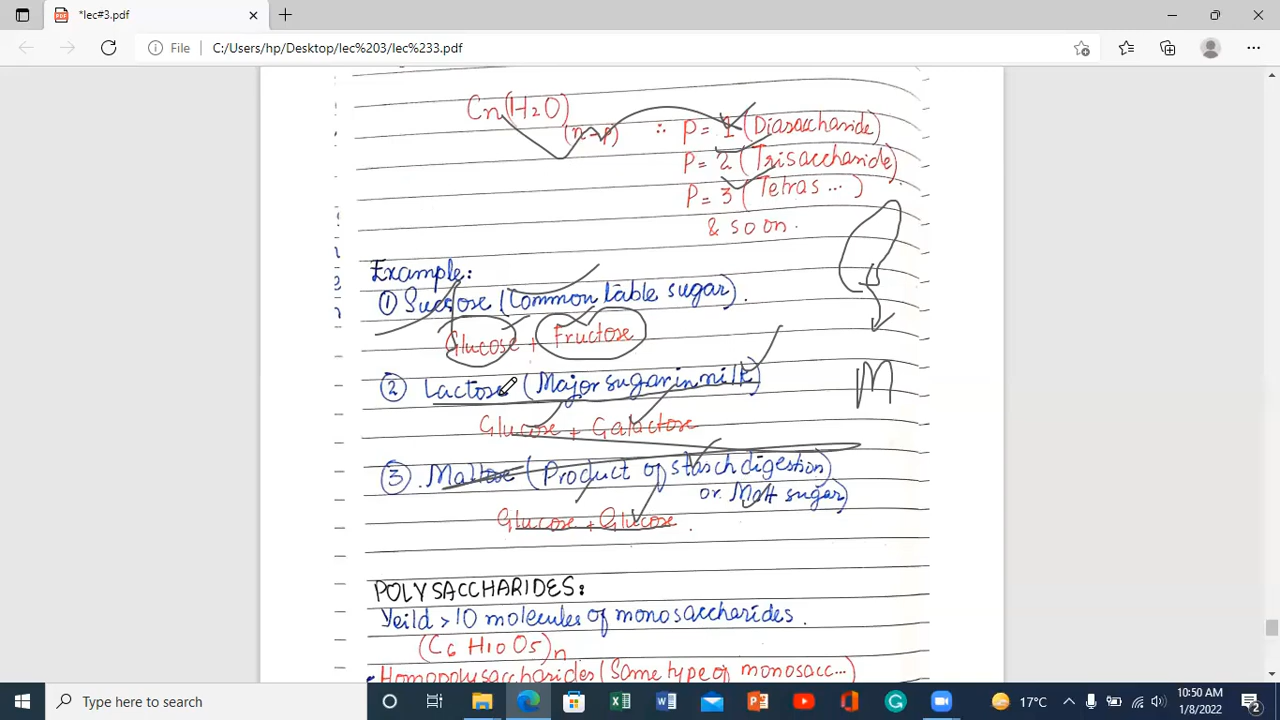 *lec#3.pdf
File
C:/Users/hp/Desktop/lec%203/lec%233.pdf
Cn(H2O)
(n-p)
∴ P= 1 (Diasaccharide)
P= 2 (Trisaccharide)
P= 3 (Tetras ... )
& so on.
Example:
① Sucrose (Common table sugar).
Glucose + Fructose
② Lactose (Major sugar in milk)
Glucose + Galactose
M
③. Maltose (Product of starch digestion)
or Malt sugar)
Glucose + Glucose .
POLYSACCHARIDES:
Yeild >10 molecules of monosaccharides.
(C6 H10 O5)n
• Homopolysaccharides (Same type of monosacc...)
Type here to search
17°C
10:50 AM
1/8/2022
2